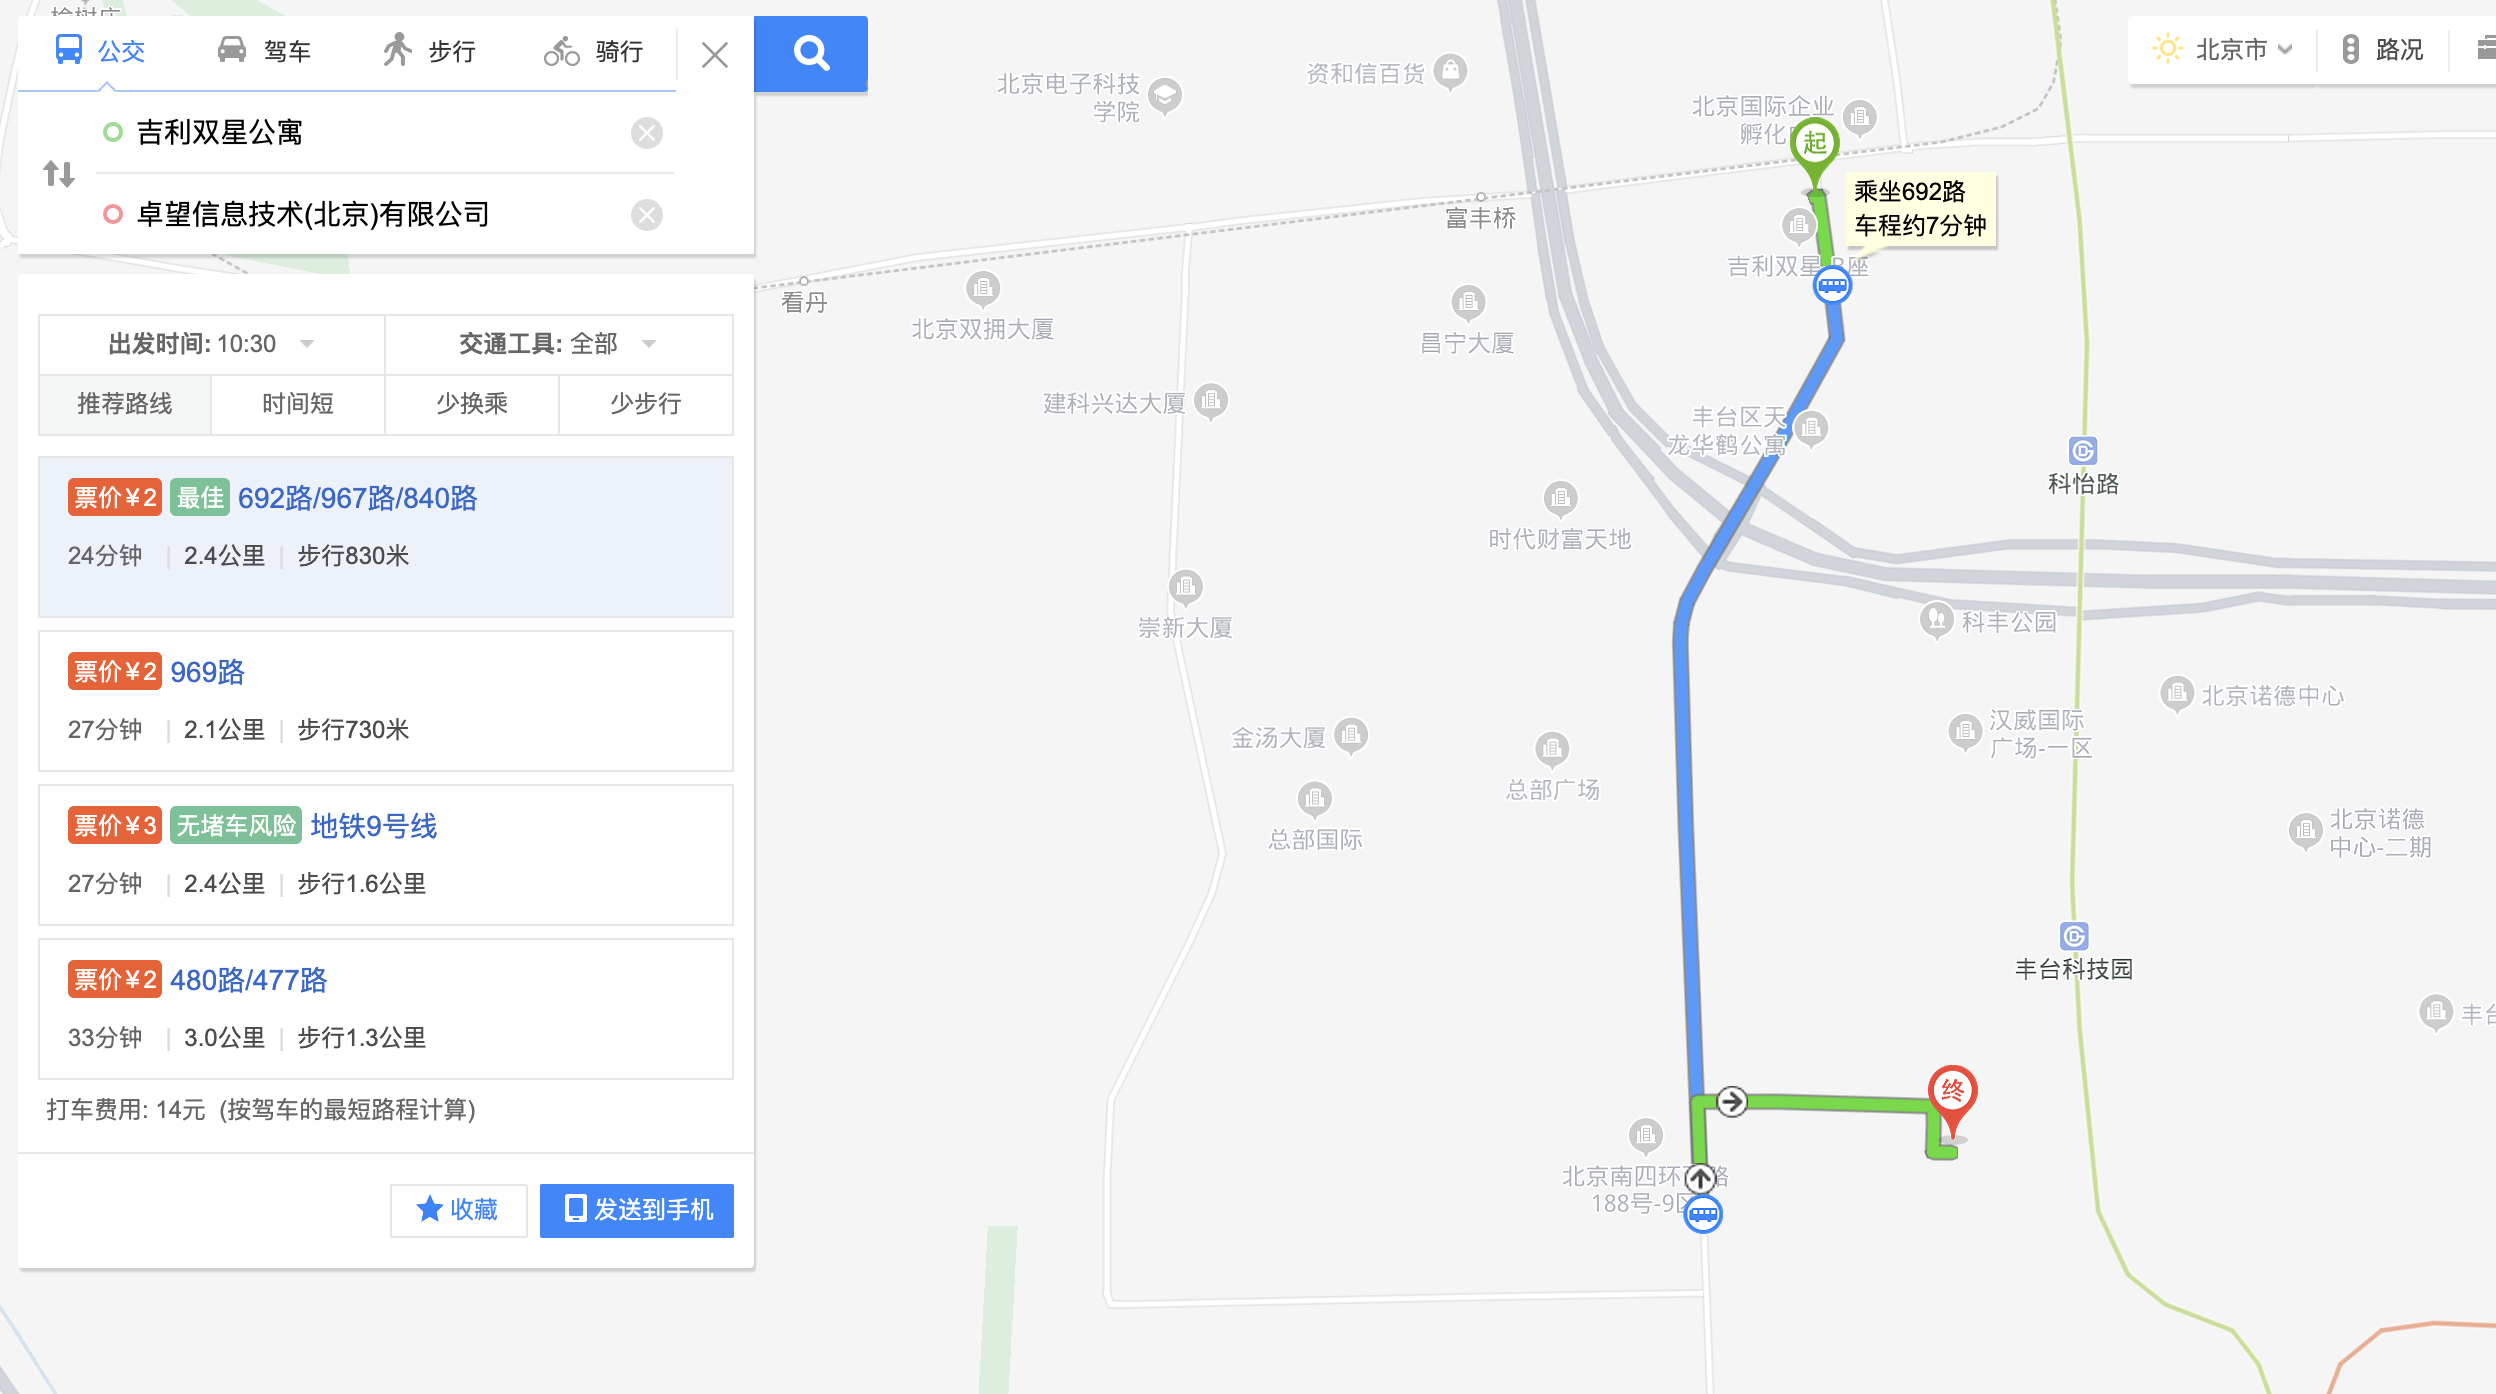 公交
驾车
步行
骑行
吉利双星公寓
卓望信息技术(北京)有限公司
出发时间: 10:30
交通工具: 全部
推荐路线
时间短
少换乘
少步行
票价¥2 最佳 692路/967路/840路
24分钟 | 2.4公里 | 步行830米
票价¥2 969路
27分钟 | 2.1公里 | 步行730米
票价¥3 无堵车风险 地铁9号线
27分钟 | 2.4公里 | 步行1.6公里
票价¥2 480路/477路
33分钟 | 3.0公里 | 步行1.3公里
打车费用: 14元 (按驾车的最短路程计算)
收藏
发送到手机
北京市
路况
北京电子科技
学院
资和信百货
北京国际企业
孵化
起
乘坐692路
车程约7分钟
富丰桥
看丹
吉利双星B座
北京双拥大厦
昌宁大厦
建科兴达大厦
丰台区天
龙华鹤公寓
科怡路
时代财富天地
崇新大厦
科丰公园
北京诺德中心
汉威国际
广场-一区
金汤大厦
总部广场
总部国际
北京诺德
中心-二期
丰台科技园
丰台
终
北京南四环西路
188号-9区